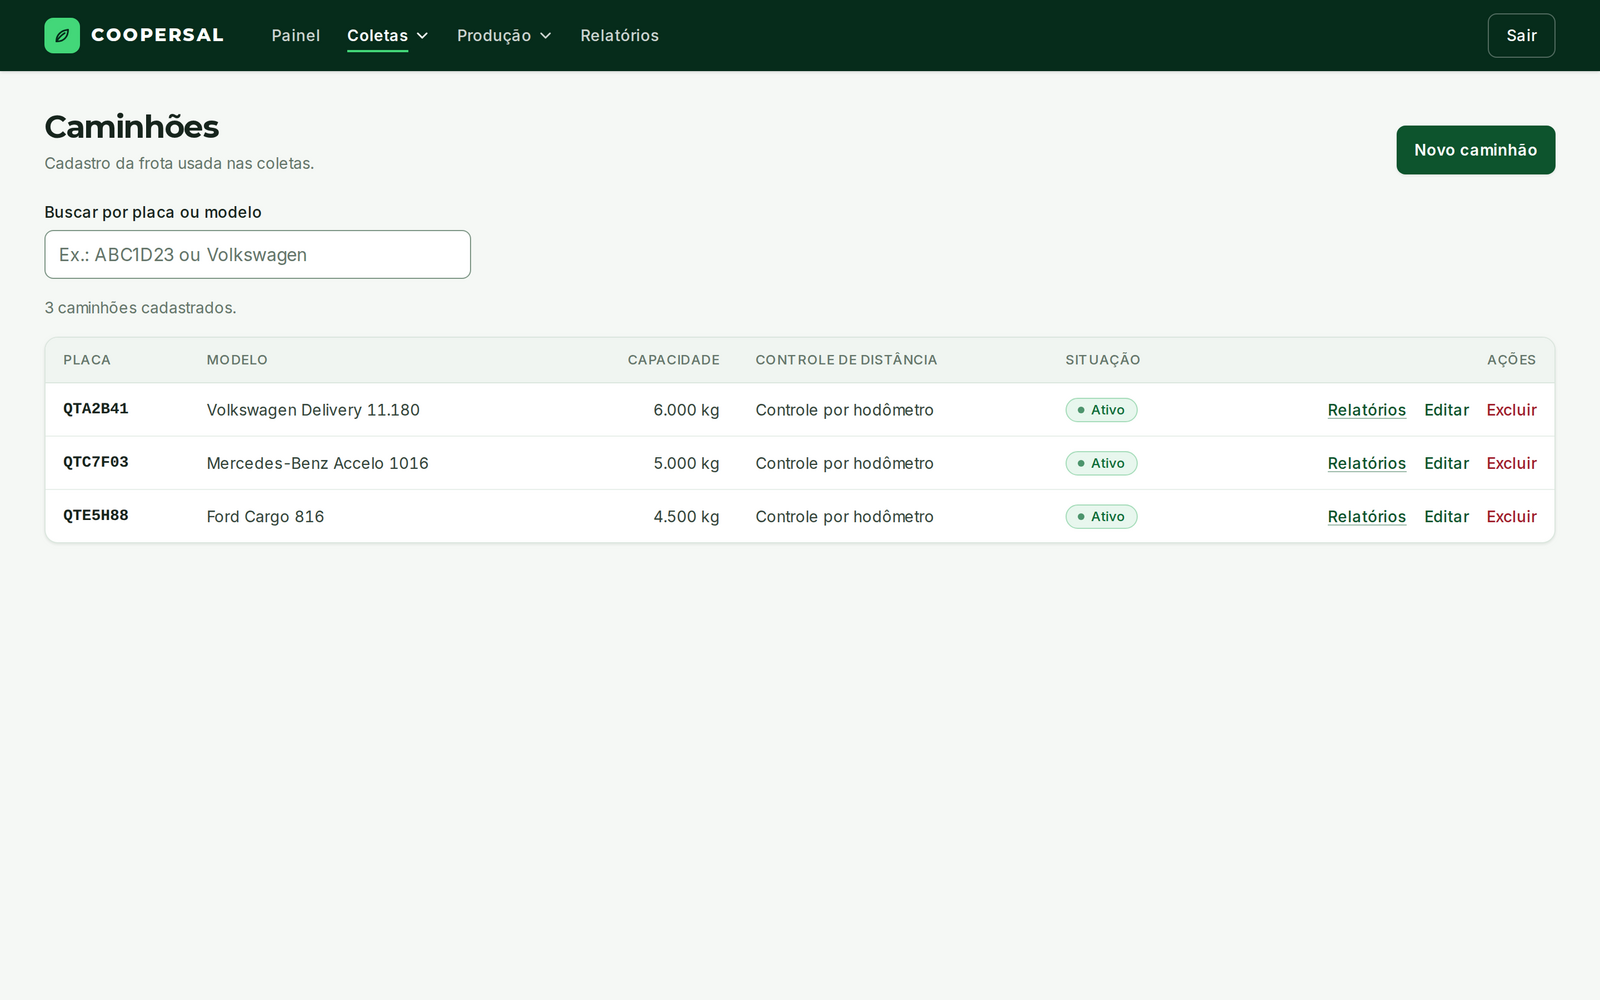 COOPERSAL Painel Coletas Produção Relatórios Sair
Caminhões
Cadastro da frota usada nas coletas.
Novo caminhão
Buscar por placa ou modelo
Ex.: ABC1D23 ou Volkswagen
3 caminhões cadastrados.
PLACA MODELO CAPACIDADE CONTROLE DE DISTÂNCIA SITUAÇÃO AÇÕES
QTA2B41 Volkswagen Delivery 11.180 6.000 kg Controle por hodômetro Ativo Relatórios Editar Excluir
QTC7F03 Mercedes-Benz Accelo 1016 5.000 kg Controle por hodômetro Ativo Relatórios Editar Excluir
QTE5H88 Ford Cargo 816 4.500 kg Controle por hodômetro Ativo Relatórios Editar Excluir